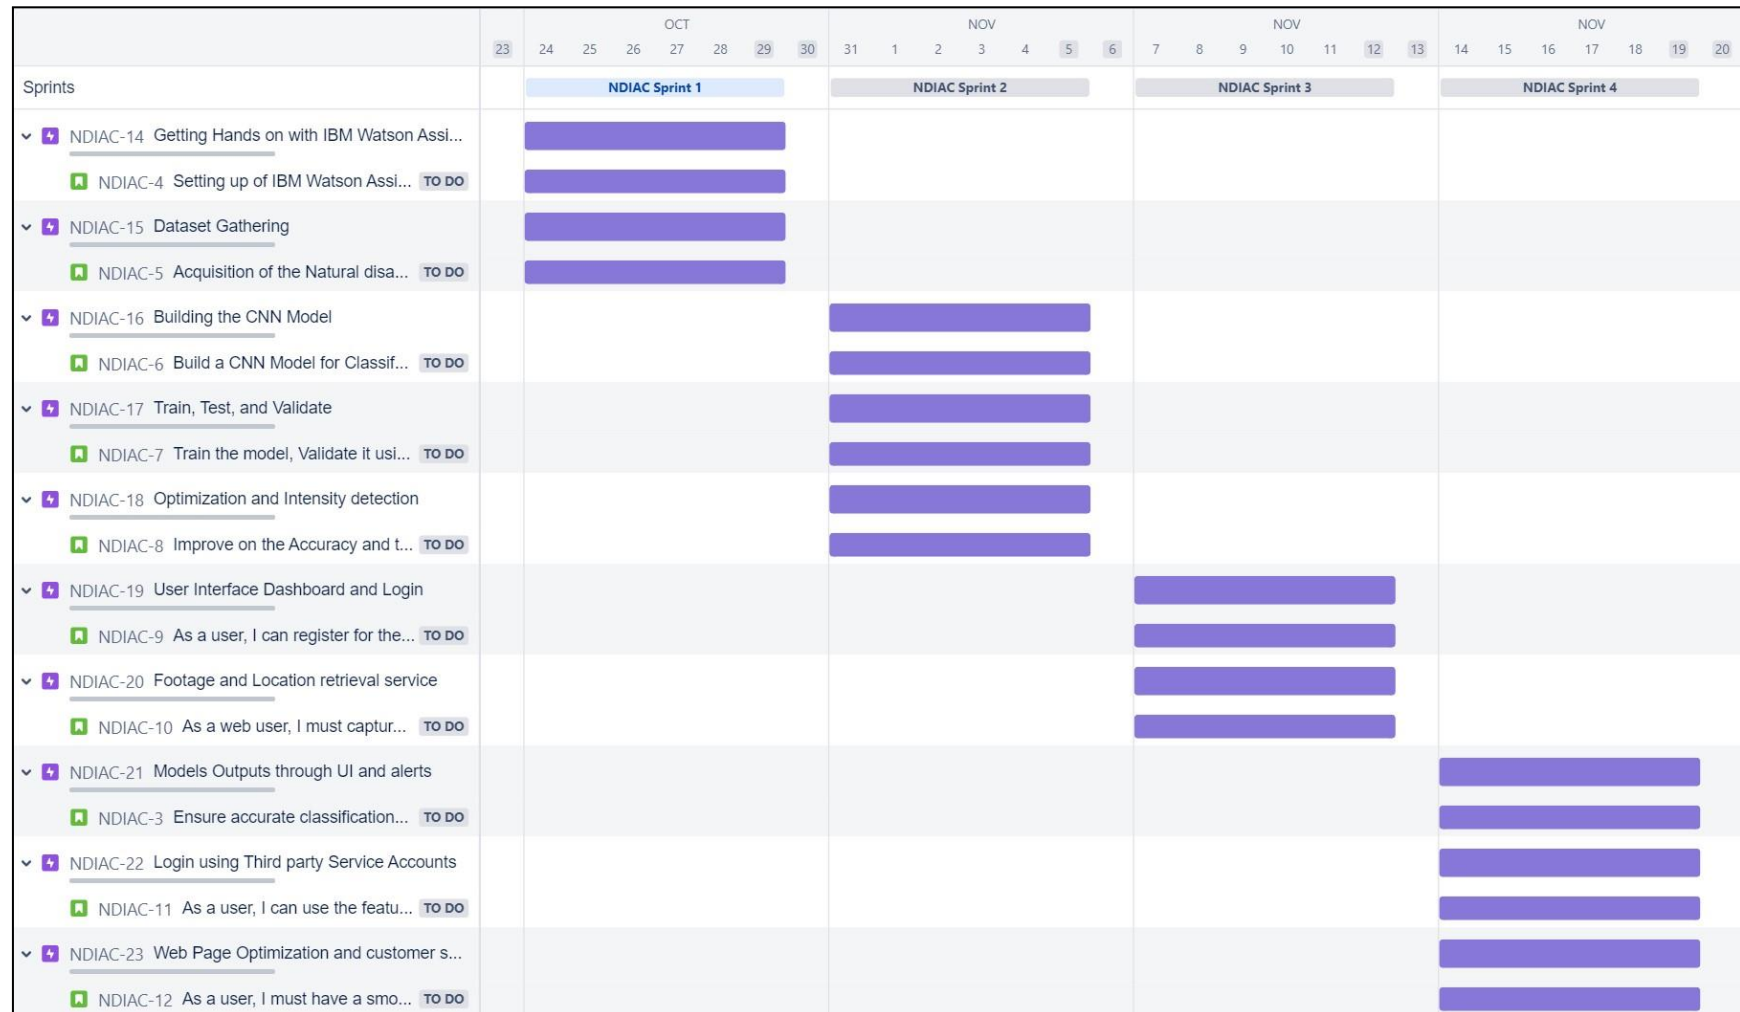 OCT NOV NOV NOV
23 24 25 26 27 28 29 30 31 1 2 3 4 5 6 7 8 9 10 11 12 13 14 15 16 17 18 19 20
Sprints NDIAC Sprint 1 NDIAC Sprint 2 NDIAC Sprint 3 NDIAC Sprint 4
NDIAC-14 Getting Hands on with IBM Watson Assi...
NDIAC-4 Setting up of IBM Watson Assi... TO DO
NDIAC-15 Dataset Gathering
NDIAC-5 Acquisition of the Natural disa... TO DO
NDIAC-16 Building the CNN Model
NDIAC-6 Build a CNN Model for Classif... TO DO
NDIAC-17 Train, Test, and Validate
NDIAC-7 Train the model, Validate it usi... TO DO
NDIAC-18 Optimization and Intensity detection
NDIAC-8 Improve on the Accuracy and t... TO DO
NDIAC-19 User Interface Dashboard and Login
NDIAC-9 As a user, I can register for the... TO DO
NDIAC-20 Footage and Location retrieval service
NDIAC-10 As a web user, I must captur... TO DO
NDIAC-21 Models Outputs through UI and alerts
NDIAC-3 Ensure accurate classification... TO DO
NDIAC-22 Login using Third party Service Accounts
NDIAC-11 As a user, I can use the featu... TO DO
NDIAC-23 Web Page Optimization and customer s...
NDIAC-12 As a user, I must have a smo... TO DO